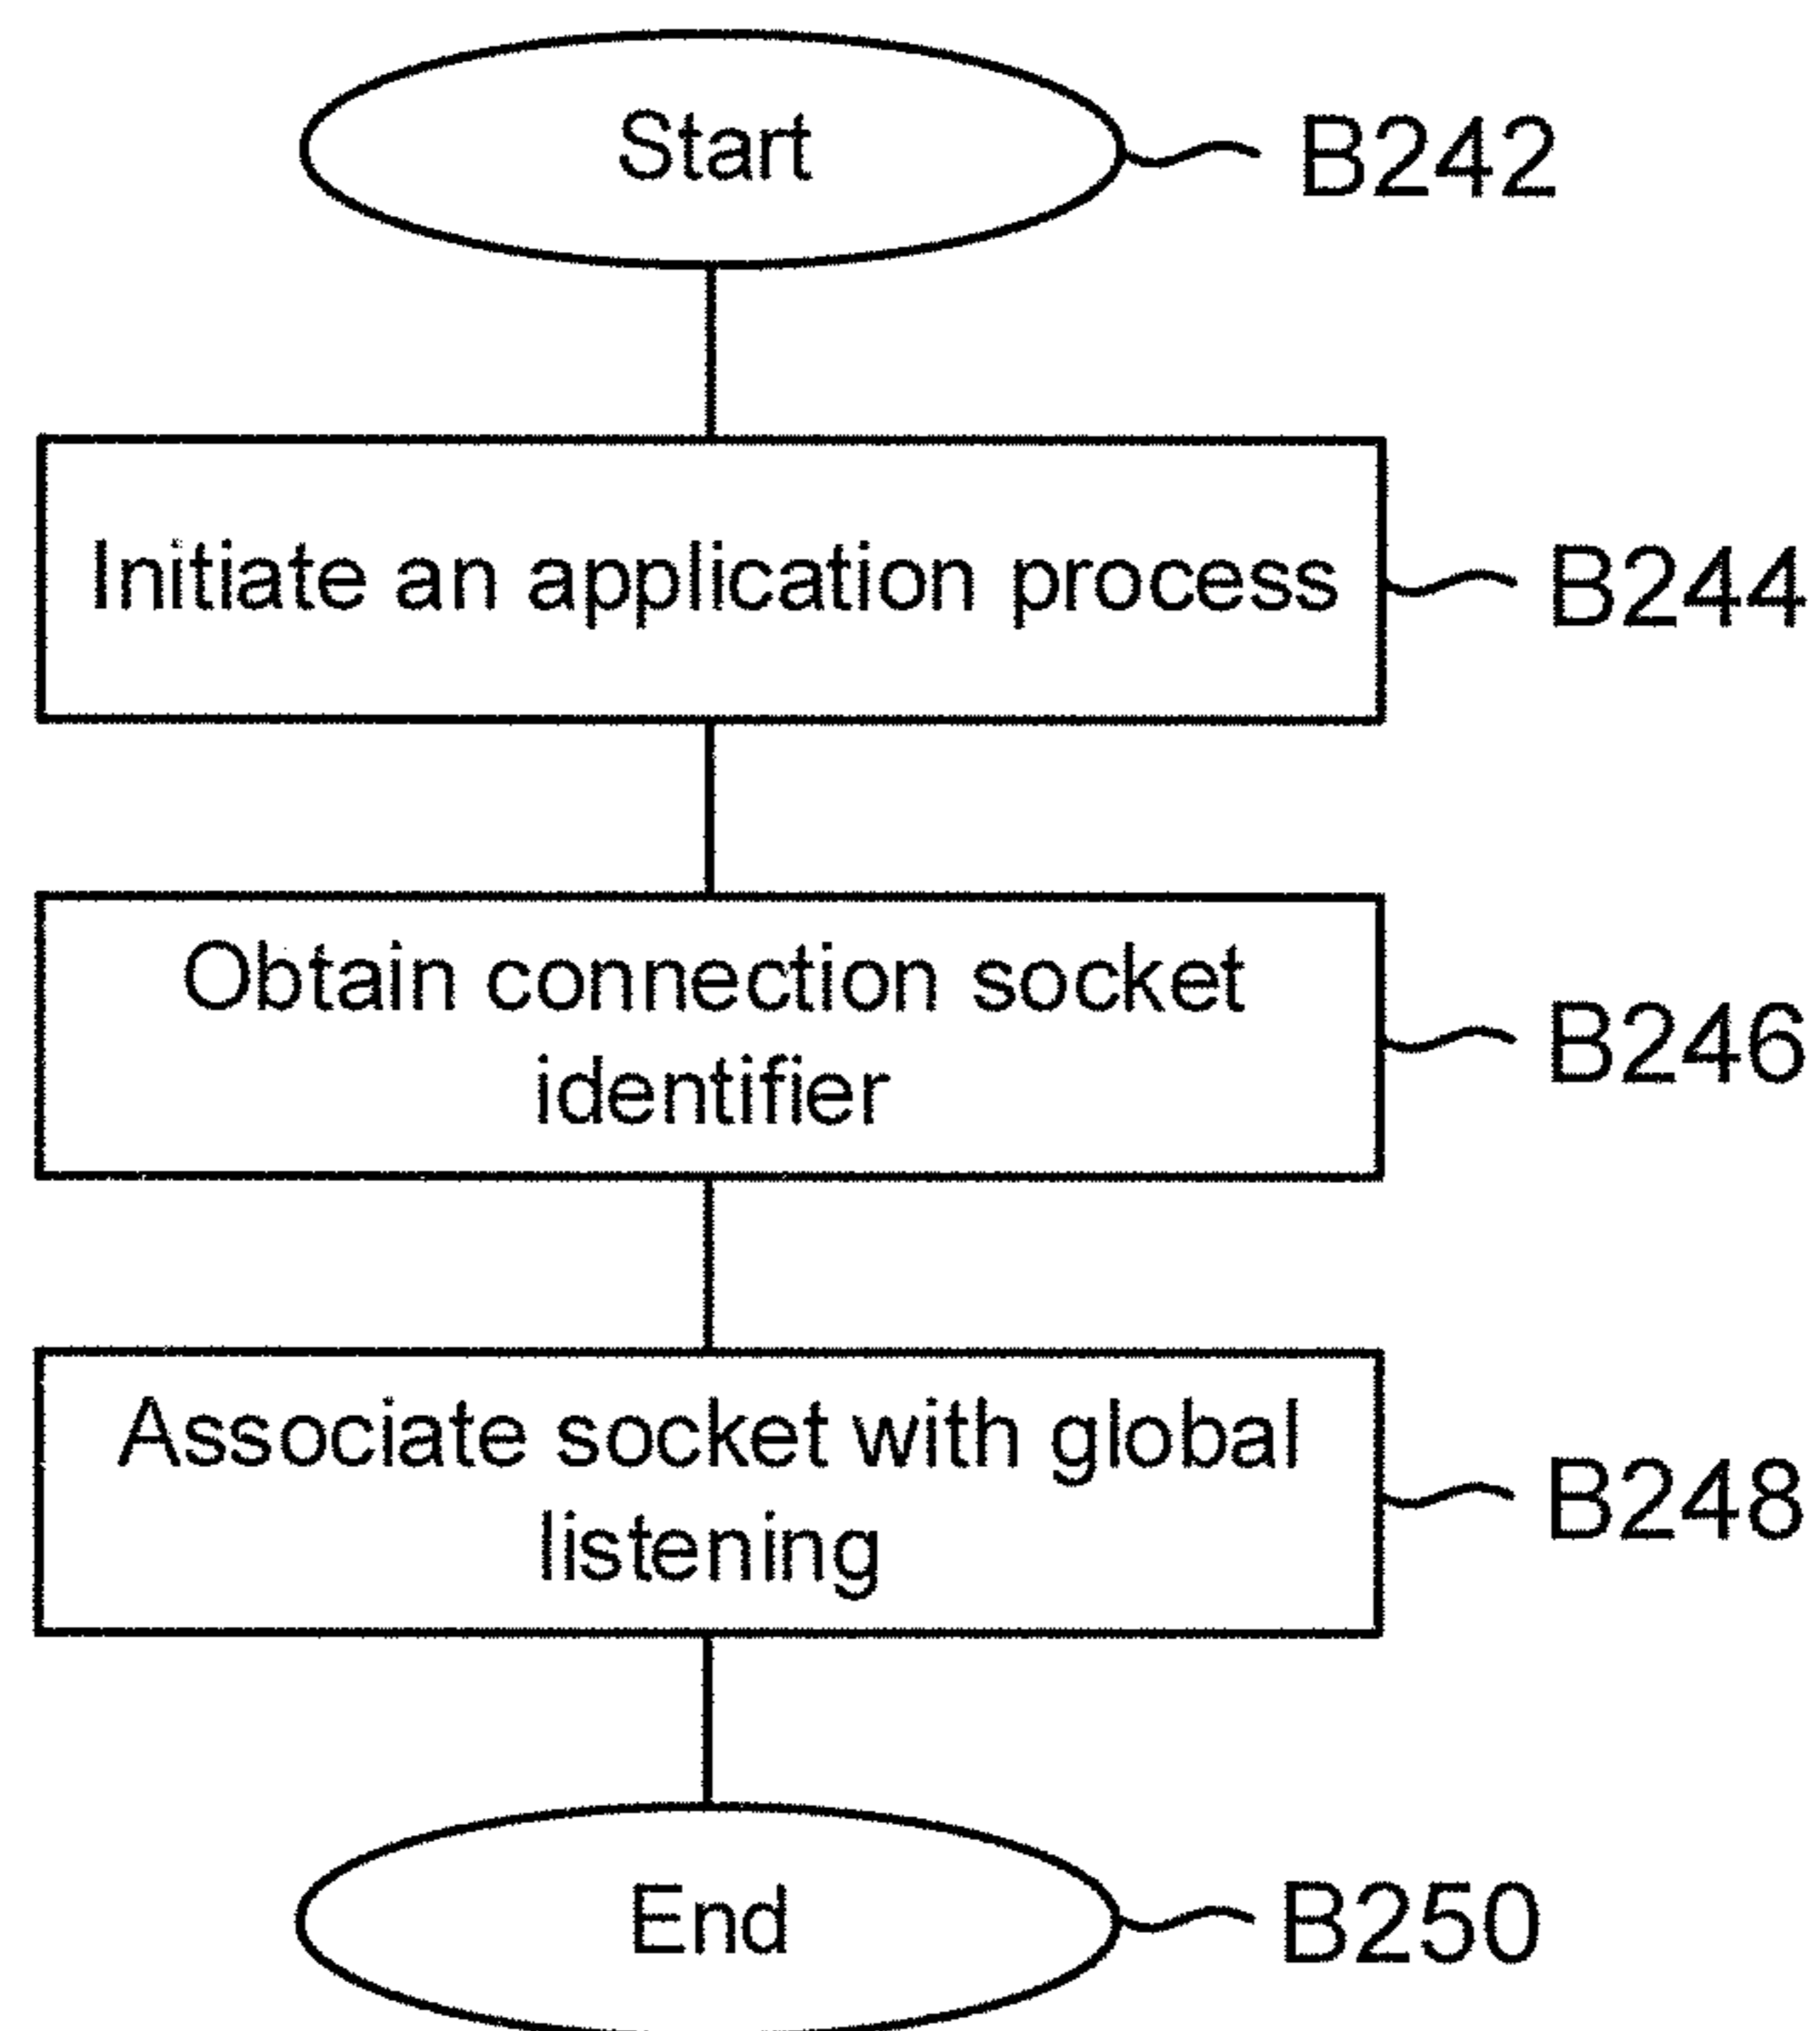 Start
B242
Initiate an application process
B244
Obtain connection socket
identifier
B246
Associate socket with global
listening
B248
End
B250